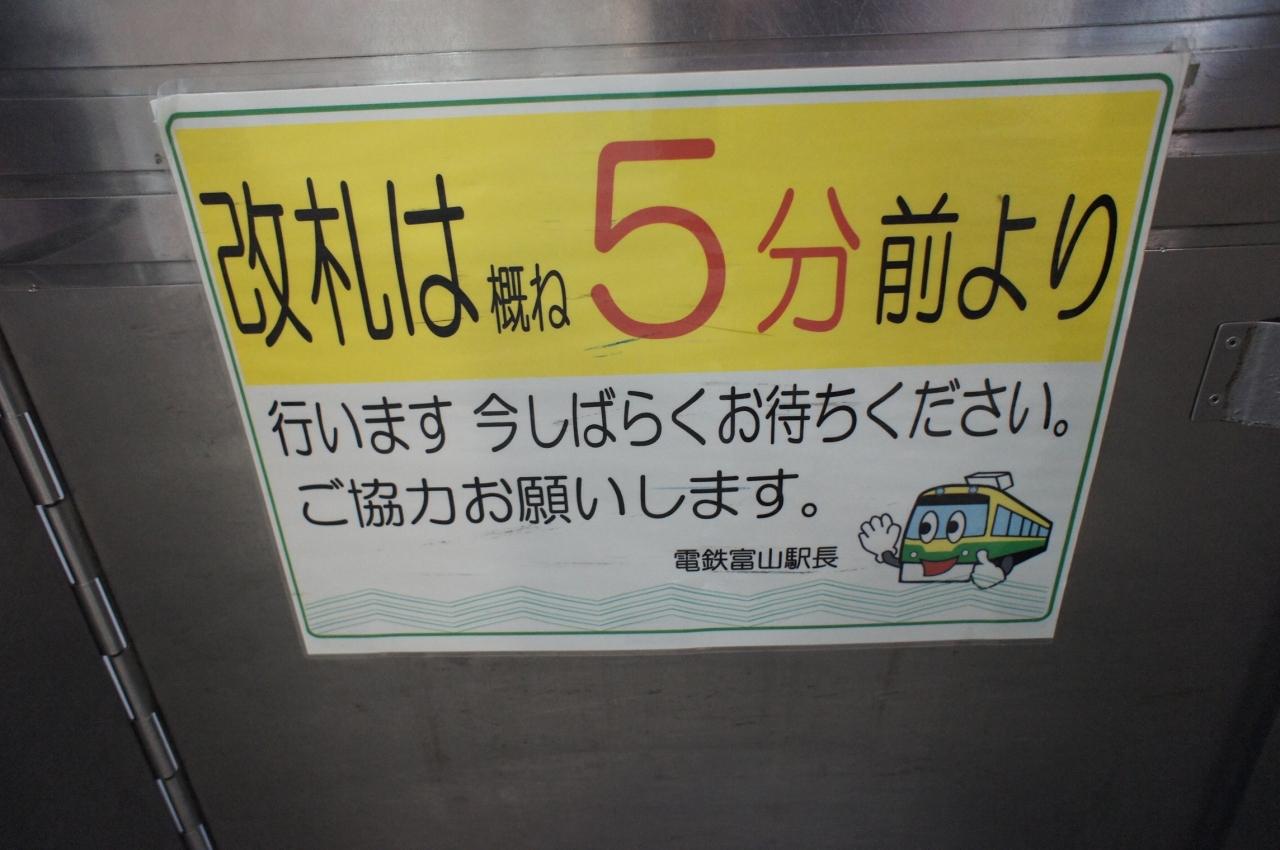 改札は概ね5分前より
行います 今しばらくお待ちください。
ご協力お願いします。
電鉄富山駅長